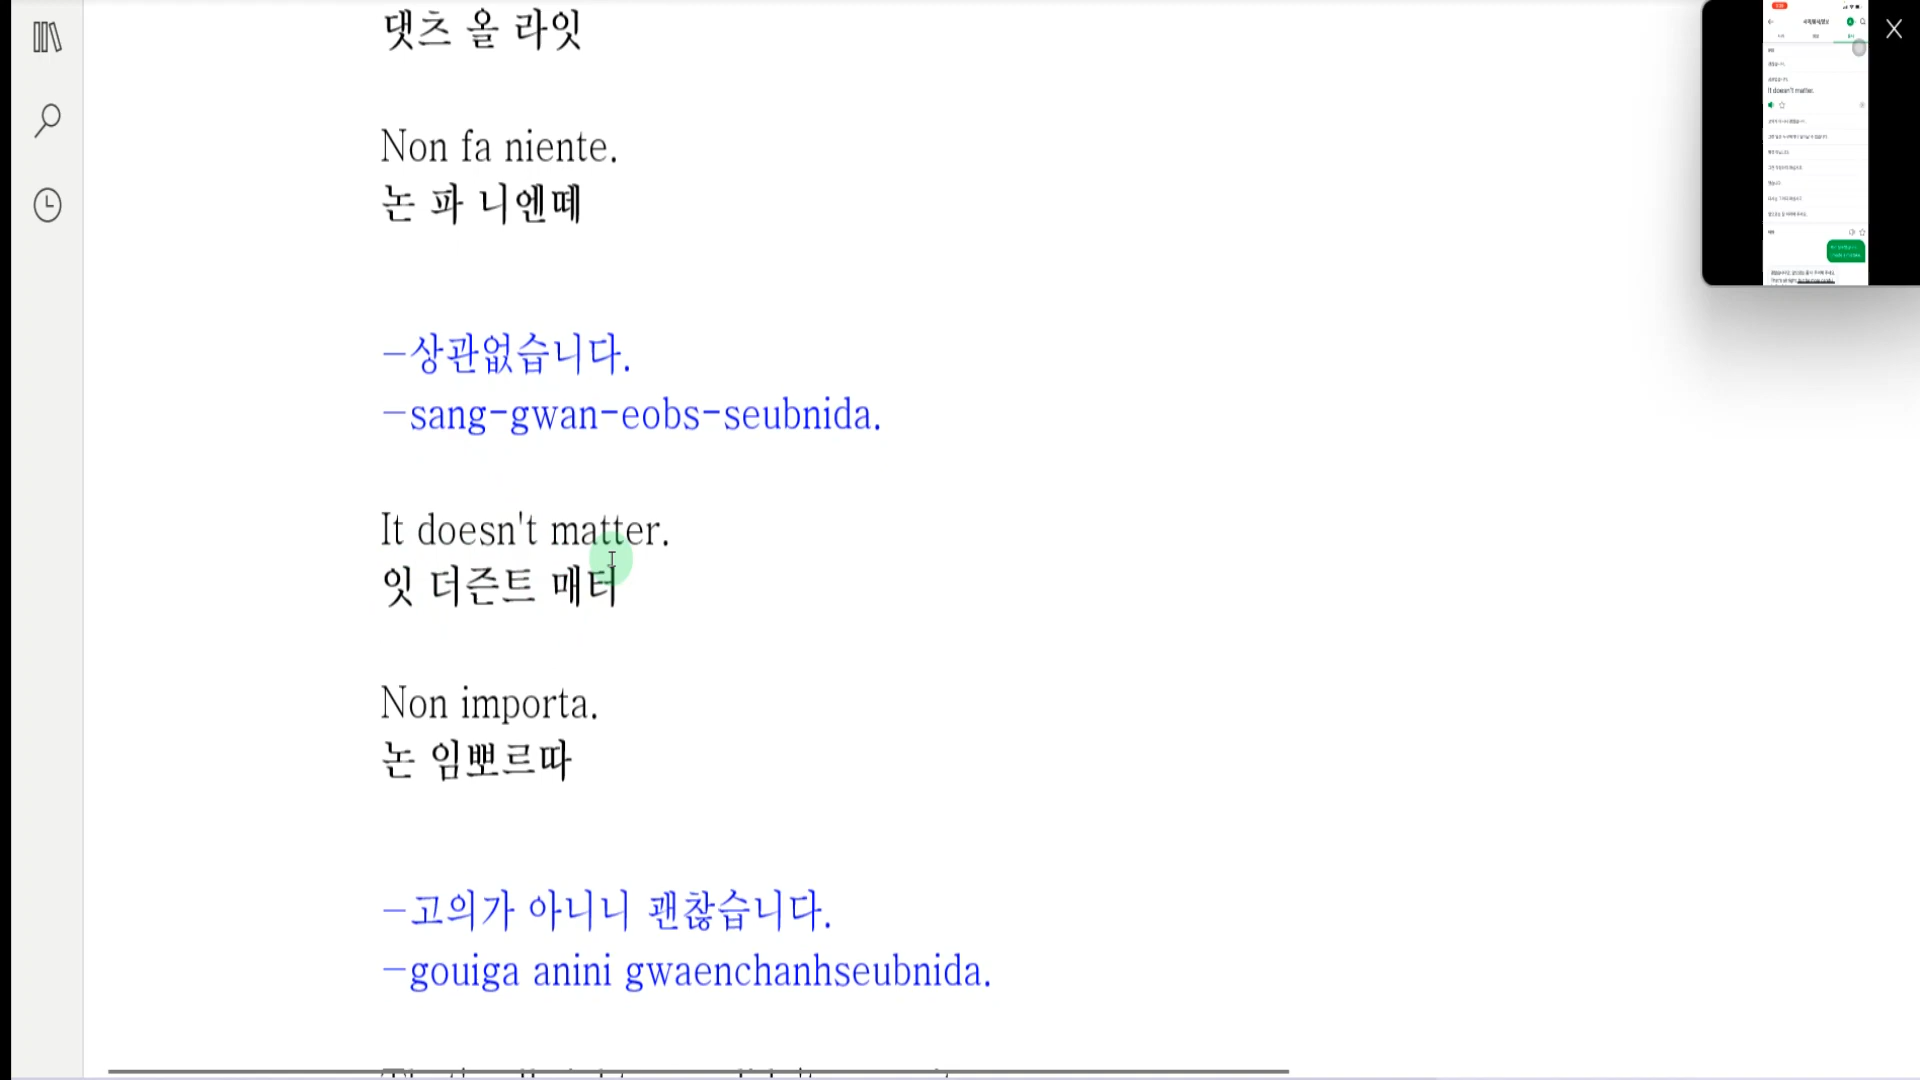 댓츠 올 라잇
Non fa niente.
논 파 니엔떼
–상관없습니다.
–sang-gwan-eobs-seubnida.
It doesn't matter.
잇 더즌트 매터
Non importa.
논 임뽀르따
–고의가 아니니 괜찮습니다.
–gouiga anini gwaenchanhseubnida.
It doesn't matter.